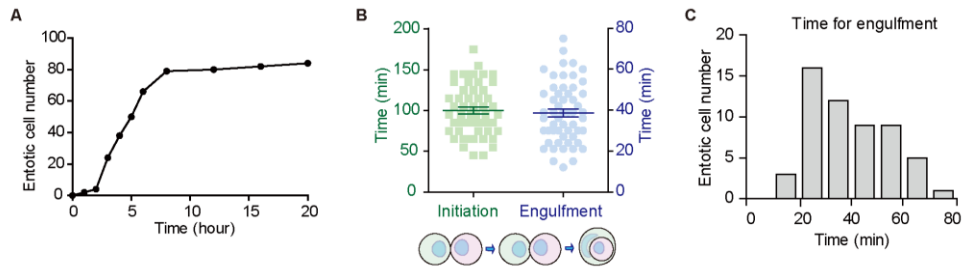 A
Entotic cell number
100
80
60
40
20
0
0
5
10
15
20
Time (hour)
B
Time (min)
200
150
100
50
0
80
60
40
20
0
Time (min)
Initiation
Engulfment
C
Time for engulfment
Entotic cell number
20
15
10
5
0
0
20
40
60
80
Time (min)